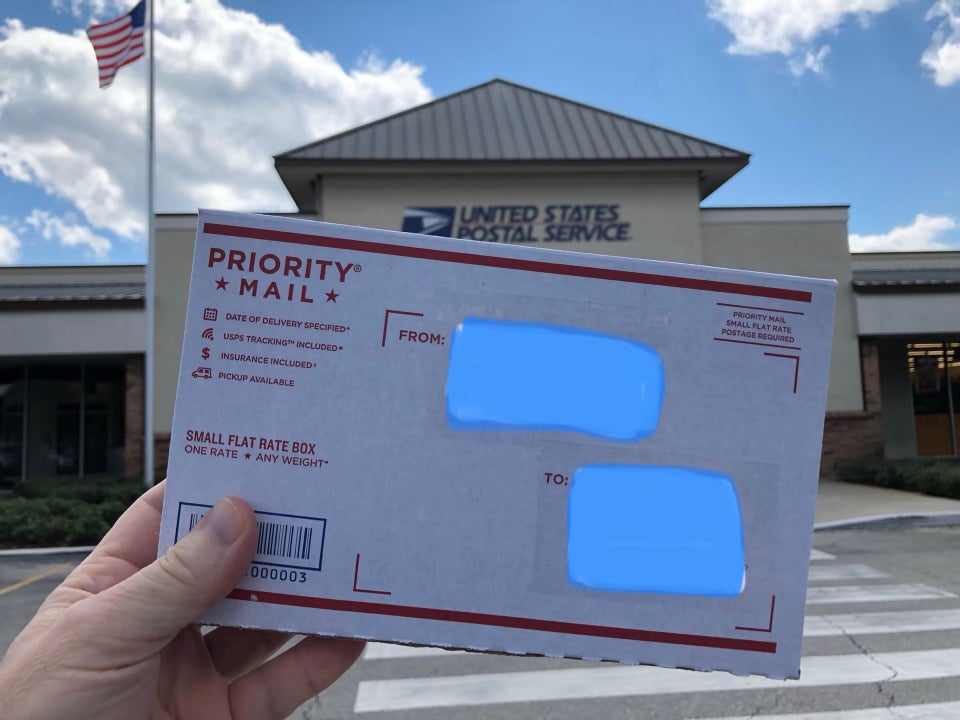 UNITED STATES
POSTAL SERVICE
PRIORITY®
★ MAIL ★
DATE OF DELIVERY SPECIFIED*
USPS TRACKING™ INCLUDED*
$ INSURANCE INCLUDED*
PICKUP AVAILABLE
SMALL FLAT RATE BOX
ONE RATE ★ ANY WEIGHT*
000003
FROM:
PRIORITY MAIL
SMALL FLAT RATE
POSTAGE REQUIRED
TO: